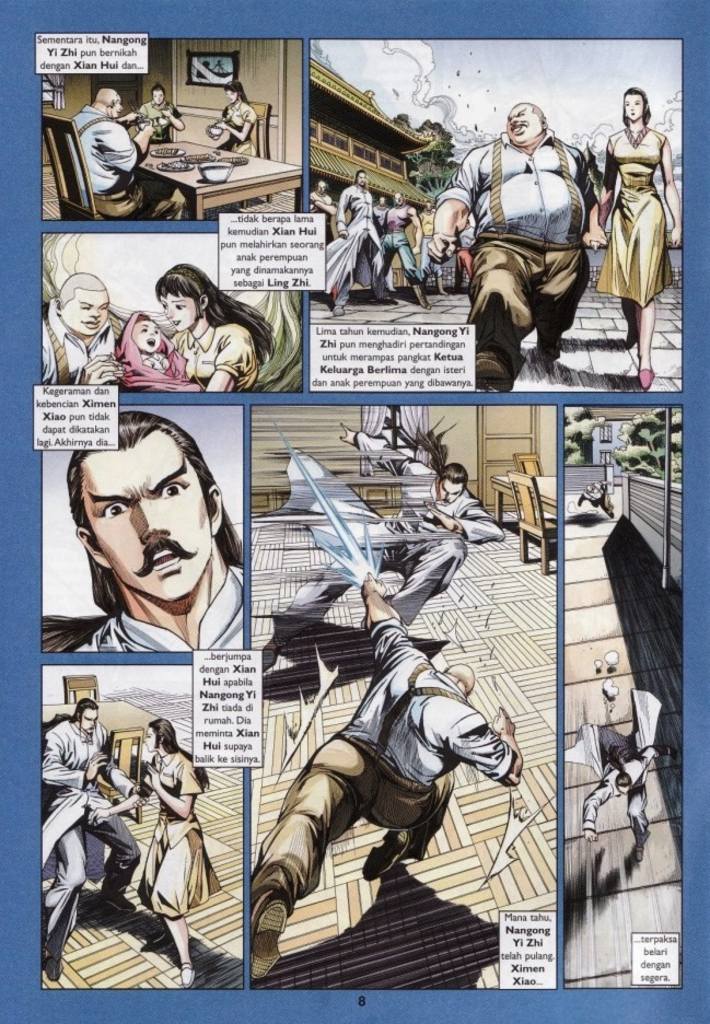 Sementara itu, Nangong
Yi Zhi pun bernikah
dengan Xian Hui dan...
...tidak berapa lama
kemudian Xian Hui
pun melahirkan seorang
anak perempuan
yang dinamakannya
sebagai Ling Zhi.
Lima tahun kemudian, Nangong Yi
Zhi pun menghadiri pertandingan
untuk merampas pangkat Ketua
Keluarga Berlima dengan isteri
dan anak perempuan yang dibawanya.
Kegeraman dan
kebencian Ximen
Xiao pun tidak
dapat dikatakan
lagi. Akhirnya dia...
...berjumpa
dengan Xian
Hui apabila
Nangong Yi
Zhi tiada di
rumah. Dia
meminta Xian
Hui supaya
balik ke sisinya.
Mana tahu,
Nangong
Yi Zhi
telah pulang.
Ximen
Xiao...
...terpaksa
belari
dengan
segera.
8